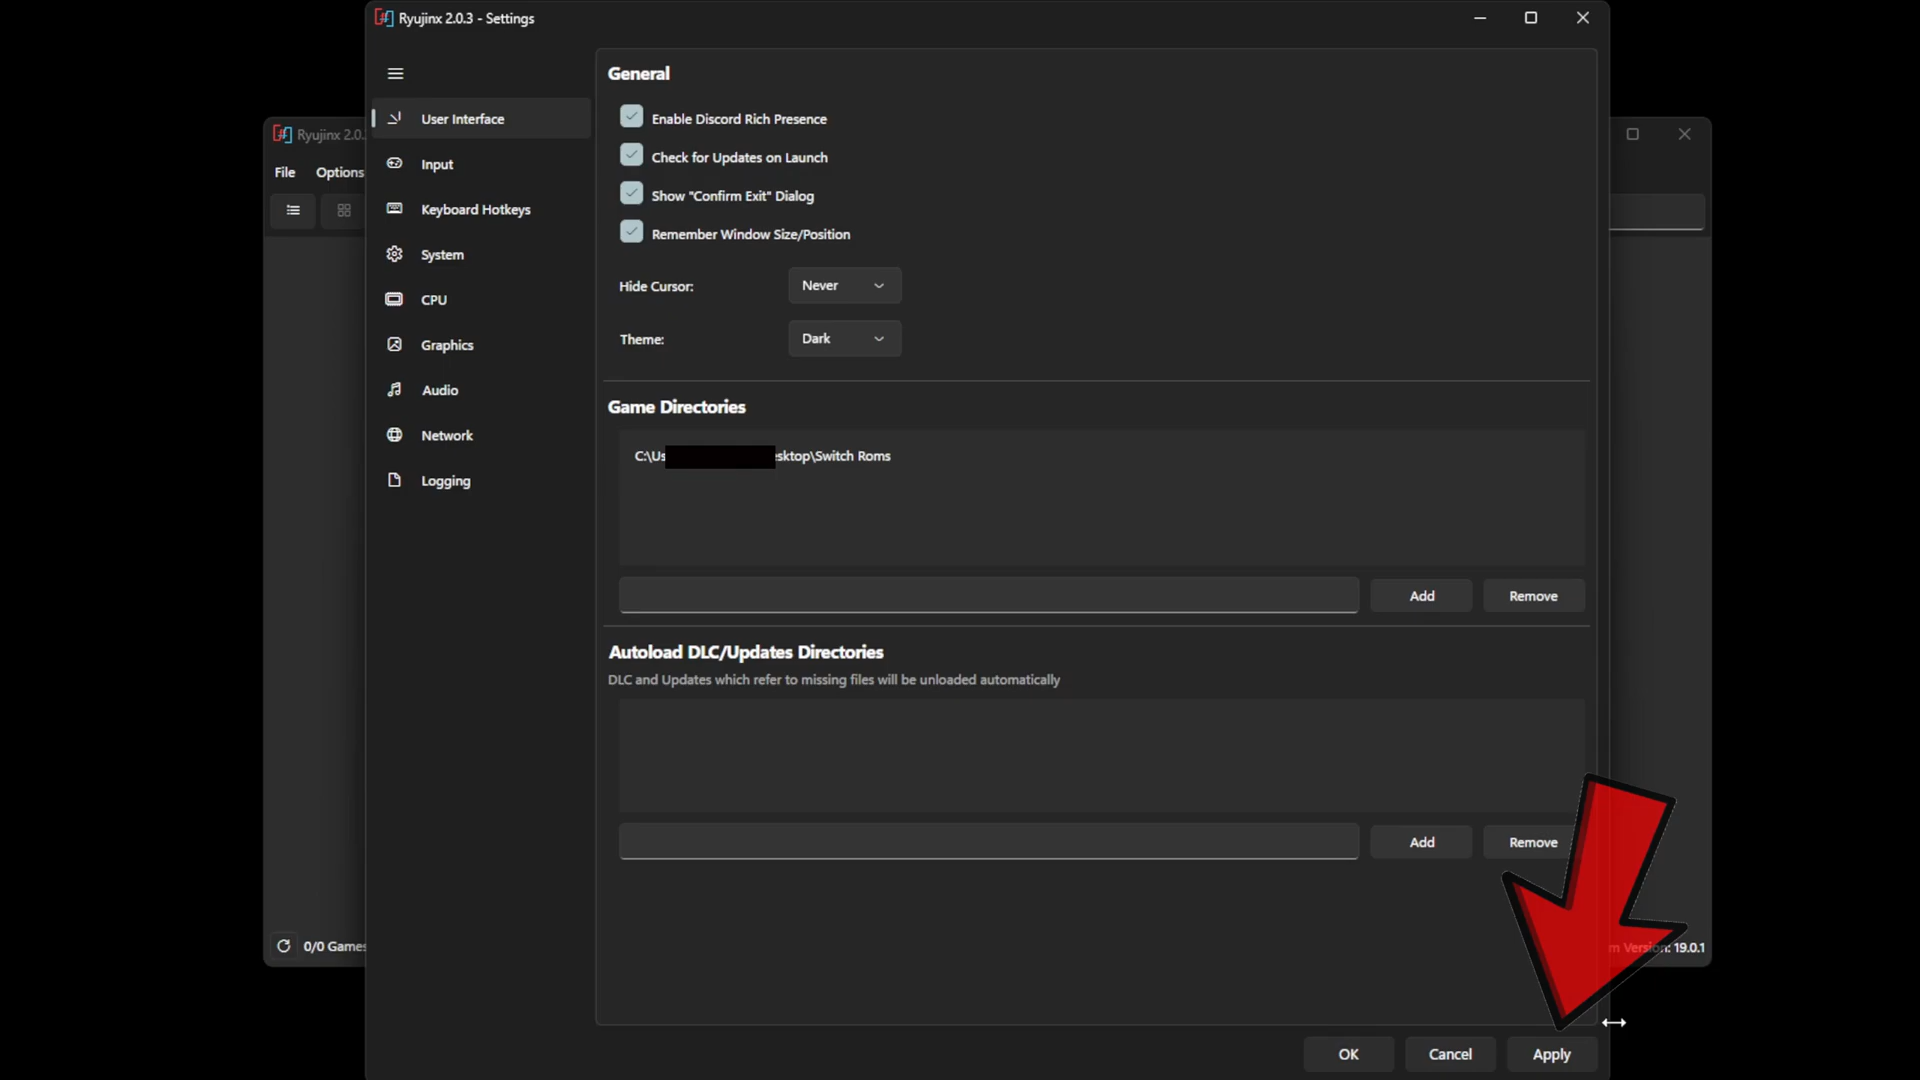 Ryujinx 2.0.3 - Settings
Ryujinx 2.0.
File Options
0/0 Games
User Interface
Input
Keyboard Hotkeys
System
CPU
Graphics
Audio
Network
Logging
General
Enable Discord Rich Presence
Check for Updates on Launch
Show "Confirm Exit" Dialog
Remember Window Size/Position
Hide Cursor: Never
Theme: Dark
Game Directories
C:\Us esktop\Switch Roms
Add Remove
Autoload DLC/Updates Directories
DLC and Updates which refer to missing files will be unloaded automatically
Add Remove
m Version: 19.0.1
OK Cancel Apply